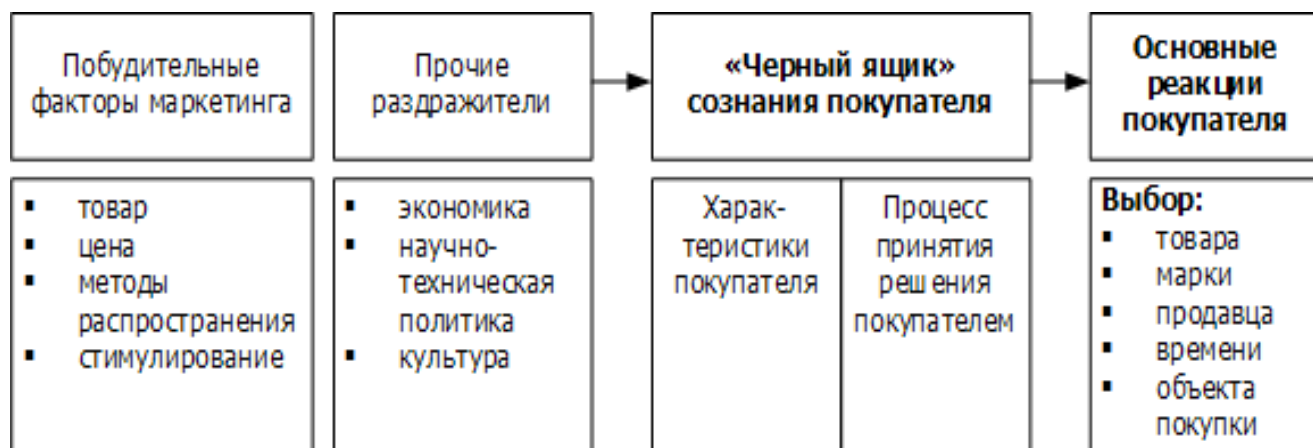 Побудительные
факторы маркетинга
Прочие
раздражители
«Черный ящик»
сознания покупателя
Основные
реакции
покупателя
товар
цена
методы
распространения
стимулирование
экономика
научно-
техническая
политика
культура
Харак-
теристики
покупателя
Процесс
принятия
решения
покупателем
Выбор:
товара
марки
продавца
времени
объекта
покупки